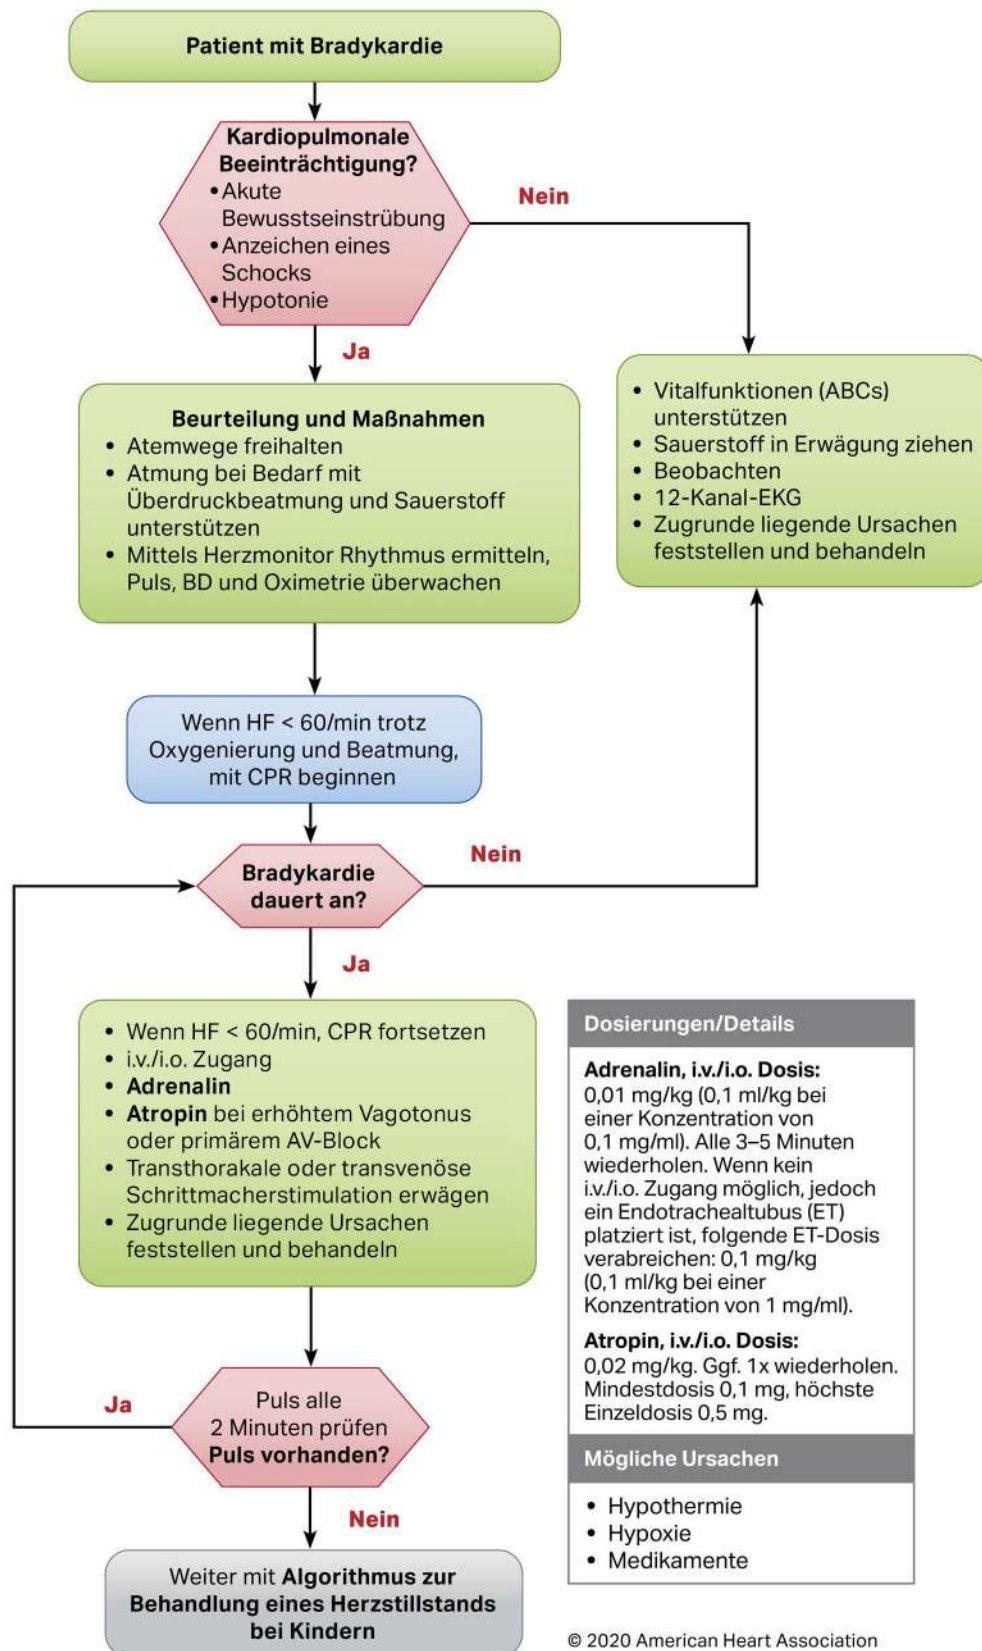 Patient mit Bradykardie
Kardiopulmonale
Beeinträchtigung?
•Akute
Bewusstseinstrübung
•Anzeichen eines
Schocks
•Hypotonie
Nein
Ja
Beurteilung und Maßnahmen
• Atemwege freihalten
• Atmung bei Bedarf mit
Überdruckbeatmung und Sauerstoff
unterstützen
• Mittels Herzmonitor Rhythmus ermitteln,
Puls, BD und Oximetrie überwachen
• Vitalfunktionen (ABCs)
unterstützen
• Sauerstoff in Erwägung ziehen
• Beobachten
• 12-Kanal-EKG
• Zugrunde liegende Ursachen
feststellen und behandeln
Wenn HF < 60/min trotz
Oxygenierung und Beatmung,
mit CPR beginnen
Bradykardie
dauert an?
Nein
Ja
• Wenn HF < 60/min, CPR fortsetzen
• i.v./i.o. Zugang
• Adrenalin
• Atropin bei erhöhtem Vagotonus
oder primärem AV-Block
• Transthorakale oder transvenöse
Schrittmacherstimulation erwägen
• Zugrunde liegende Ursachen
feststellen und behandeln
Puls alle
2 Minuten prüfen
Puls vorhanden?
Ja
Nein
Weiter mit Algorithmus zur
Behandlung eines Herzstillstands
bei Kindern
Dosierungen/Details
Adrenalin, i.v./i.o. Dosis:
0,01 mg/kg (0,1 ml/kg bei
einer Konzentration von
0,1 mg/ml). Alle 3–5 Minuten
wiederholen. Wenn kein
i.v./i.o. Zugang möglich, jedoch
ein Endotrachealtubus (ET)
platziert ist, folgende ET-Dosis
verabreichen: 0,1 mg/kg
(0,1 ml/kg bei einer
Konzentration von 1 mg/ml).
Atropin, i.v./i.o. Dosis:
0,02 mg/kg. Ggf. 1x wiederholen.
Mindestdosis 0,1 mg, höchste
Einzeldosis 0,5 mg.
Mögliche Ursachen
• Hypothermie
• Hypoxie
• Medikamente
© 2020 American Heart Association